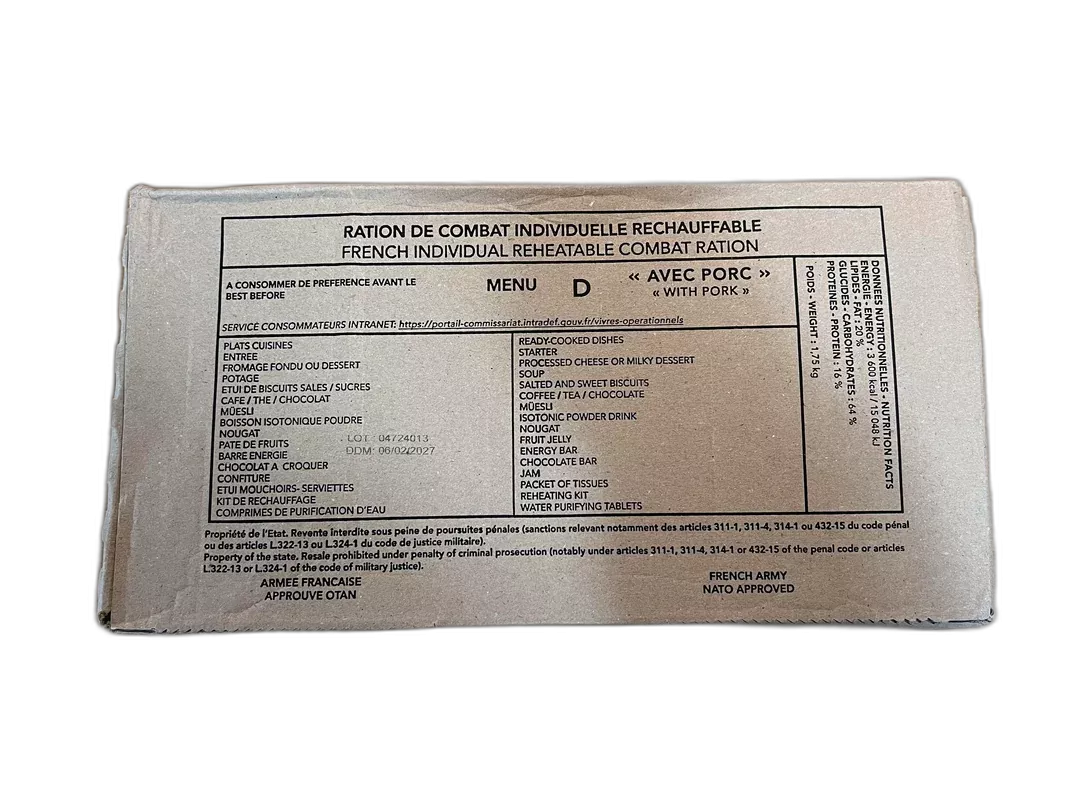 RATION DE COMBAT INDIVIDUELLE RECHAUFFABLE
FRENCH INDIVIDUAL REHEATABLE COMBAT RATION
A CONSOMMER DE PREFERENCE AVANT LE
BEST BEFORE
MENU D
« AVEC PORC »
« WITH PORK »
SERVICE CONSOMMATEURS INTRANET: https://portail-commissariat.intradef.gouv.fr/vivres-operationnels
PLATS CUISINES
ENTREE
FROMAGE FONDU OU DESSERT
POTAGE
ETUI DE BISCUITS SALES / SUCRES
CAFE / THE / CHOCOLAT
MÜESLI
BOISSON ISOTONIQUE POUDRE
NOUGAT
PATE DE FRUITS
BARRE ENERGIE
CHOCOLAT A CROQUER
CONFITURE
ETUI MOUCHOIRS- SERVIETTES
KIT DE RECHAUFFAGE
COMPRIMES DE PURIFICATION D'EAU
LOT : 04724013
DDM: 06/02/2027
READY-COOKED DISHES
STARTER
PROCESSED CHEESE OR MILKY DESSERT
SOUP
SALTED AND SWEET BISCUITS
COFFEE / TEA / CHOCOLATE
MÜESLI
ISOTONIC POWDER DRINK
NOUGAT
FRUIT JELLY
ENERGY BAR
CHOCOLATE BAR
JAM
PACKET OF TISSUES
REHEATING KIT
WATER PURIFYING TABLETS
DONNEES NUTRITIONNELLES - NUTRITION FACTS
ENERGIE - ENERGY : 3 600 kcal / 15 048 kJ
LIPIDES - FAT : 20 %
GLUCIDES - CARBOHYDRATES : 64 %
PROTEINES - PROTEIN : 16 %
POIDS - WEIGHT : 1,75 kg
Propriété de l'Etat. Revente interdite sous peine de poursuites pénales (sanctions relevant notamment des articles 311-1, 311-4, 314-1 ou 432-15 du code pénal
ou des articles L.322-13 ou L.324-1 du code de justice militaire).
Property of the state. Resale prohibited under penalty of criminal prosecution (notably under articles 311-1, 311-4, 314-1 or 432-15 of the penal code or articles
L.322-13 or L.324-1 of the code of military justice).
ARMEE FRANCAISE
APPROUVE OTAN
FRENCH ARMY
NATO APPROVED